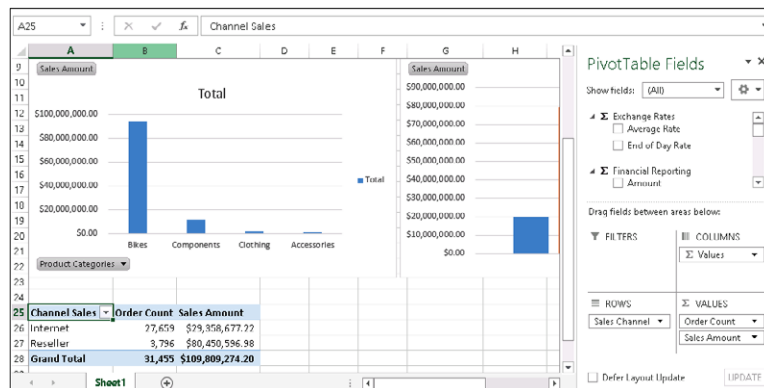 A25 Channel Sales
A B C D E F G H
9
10
11
12
13
14
15
16
17
18
19
20
21
22
23
24
Sales Amount
Total
$100,000,000.00
$80,000,000.00
$60,000,000.00
$40,000,000.00
$20,000,000.00
$0.00
Bikes Components Clothing Accessories
Total
Product Categories
Sales Amount
$90,000,000.00
$80,000,000.00
$70,000,000.00
$60,000,000.00
$50,000,000.00
$40,000,000.00
$30,000,000.00
$20,000,000.00
$10,000,000.00
$0.00
25 Channel Sales Order Count Sales Amount
26 Internet 27,659 $29,358,677.22
27 Reseller 3,796 $80,450,596.98
28 Grand Total 31,455 $109,809,274.20
Sheet1
PivotTable Fields
Show fields: (All)
Σ Exchange Rates
Average Rate
End of Day Rate
Σ Financial Reporting
Amount
Drag fields between areas below:
FILTERS
COLUMNS
Σ Values
ROWS
Sales Channel
Σ VALUES
Order Count
Sales Amount
Defer Layout Update UPDATE